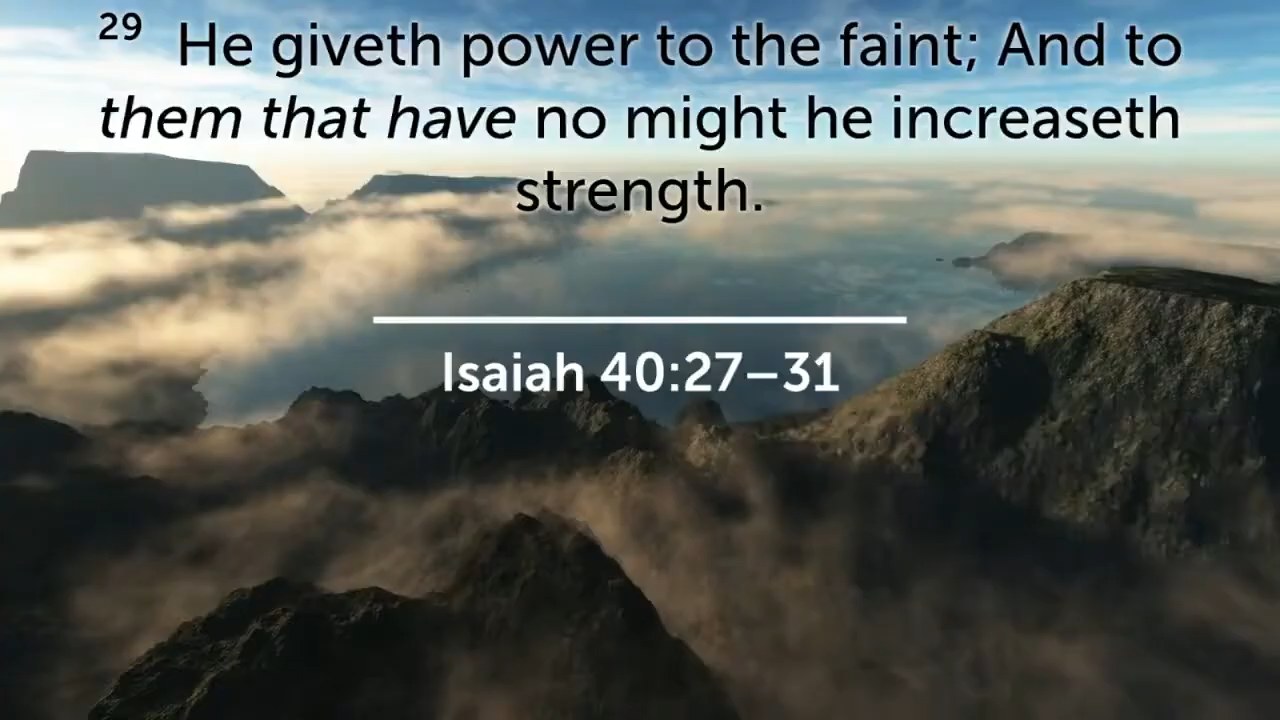 29 He giveth power to the faint; And to
them that have no might he increaseth
strength.
Isaiah 40:27–31